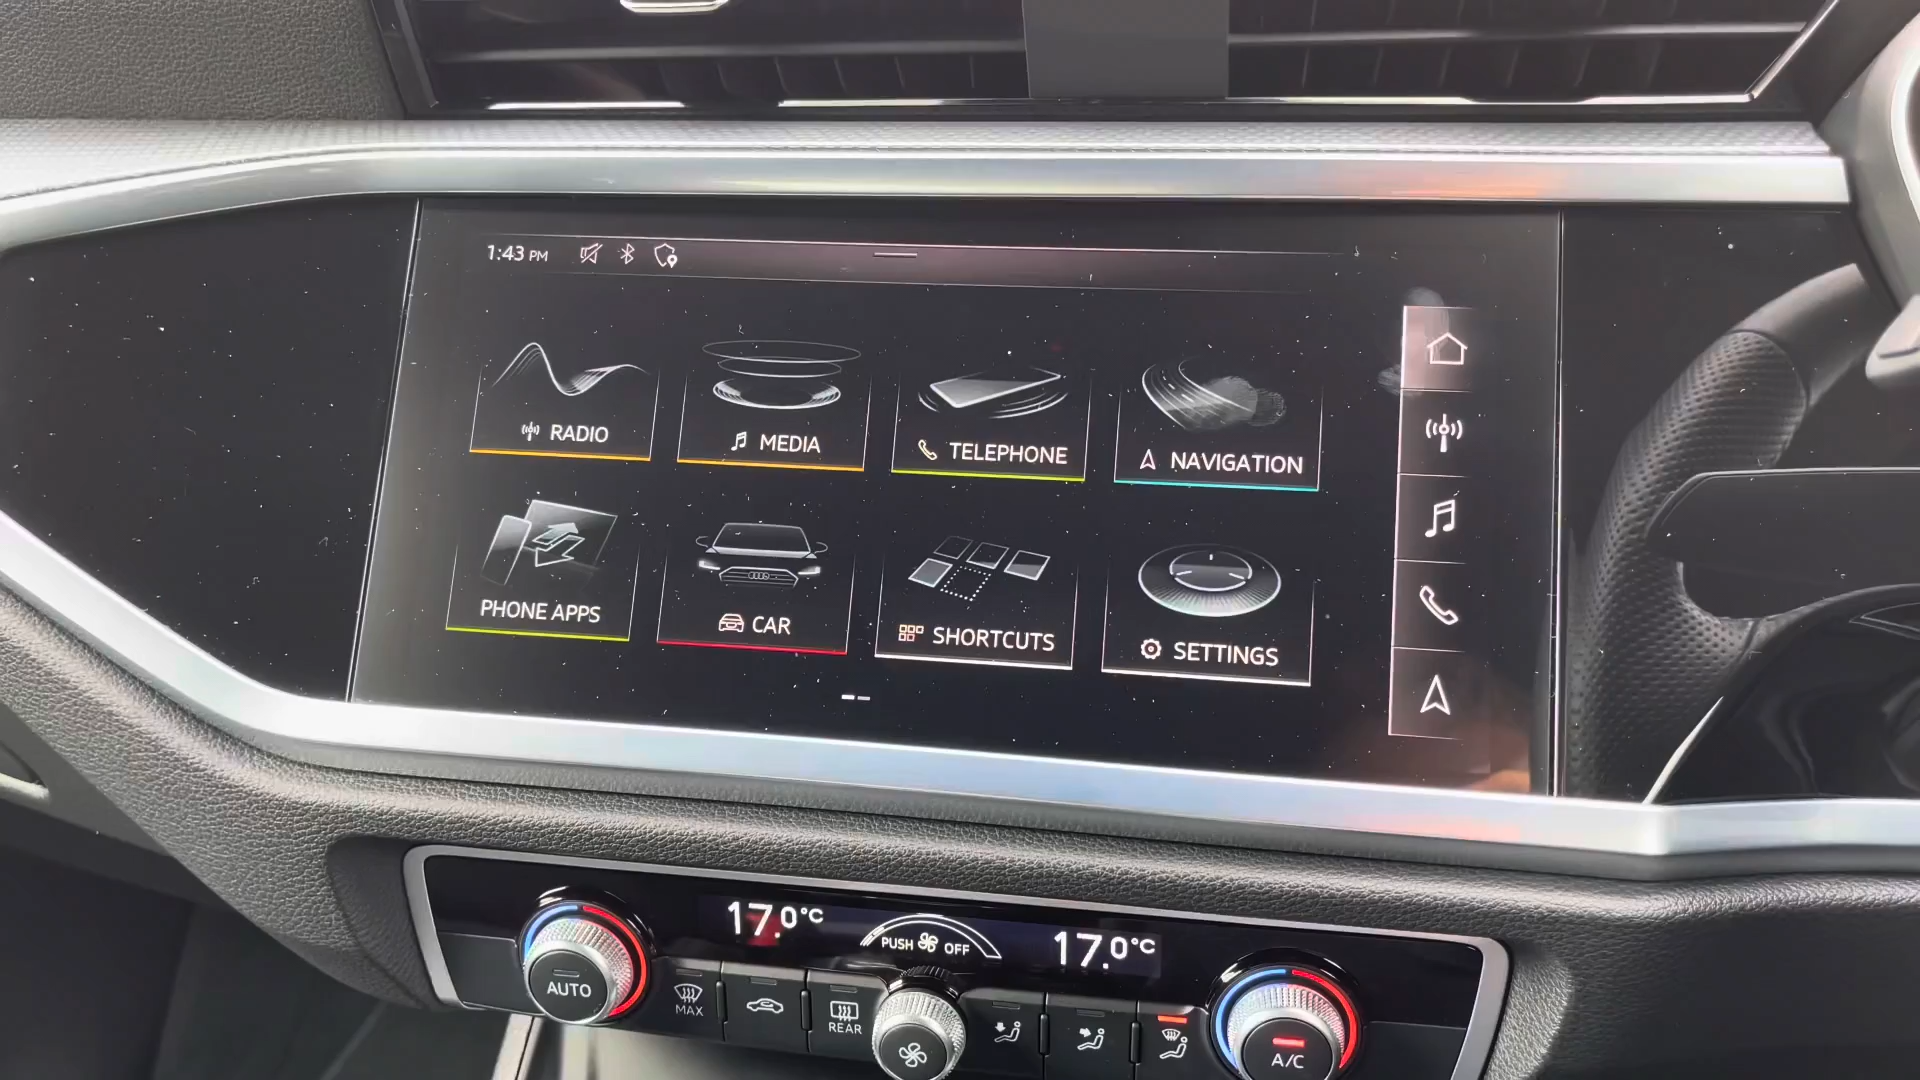 1:43 PM
RADIO
MEDIA
TELEPHONE
NAVIGATION
PHONE APPS
CAR
SHORTCUTS
SETTINGS
17.0°C
PUSH OFF
17.0°C
AUTO
MAX
REAR
A/C